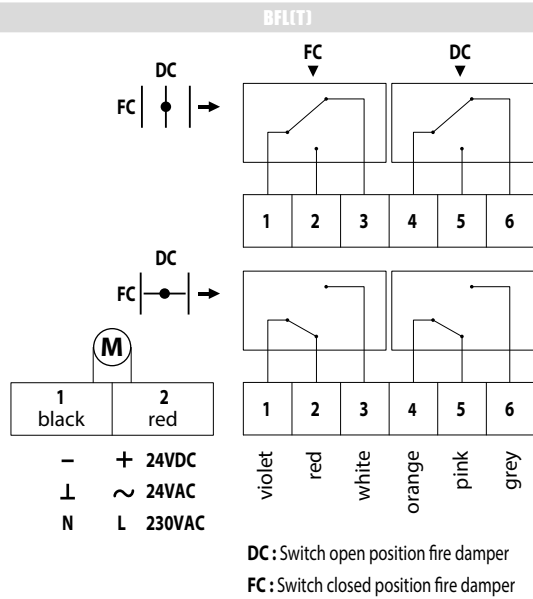 BFL(T)
FC
DC
DC
FC
1 2 3 4 5 6
DC
FC
M
1 2
black red
1 2 3 4 5 6
violet red white orange pink grey
– + 24VDC
⊥ ~ 24VAC
N L 230VAC
DC : Switch open position fire damper
FC : Switch closed position fire damper